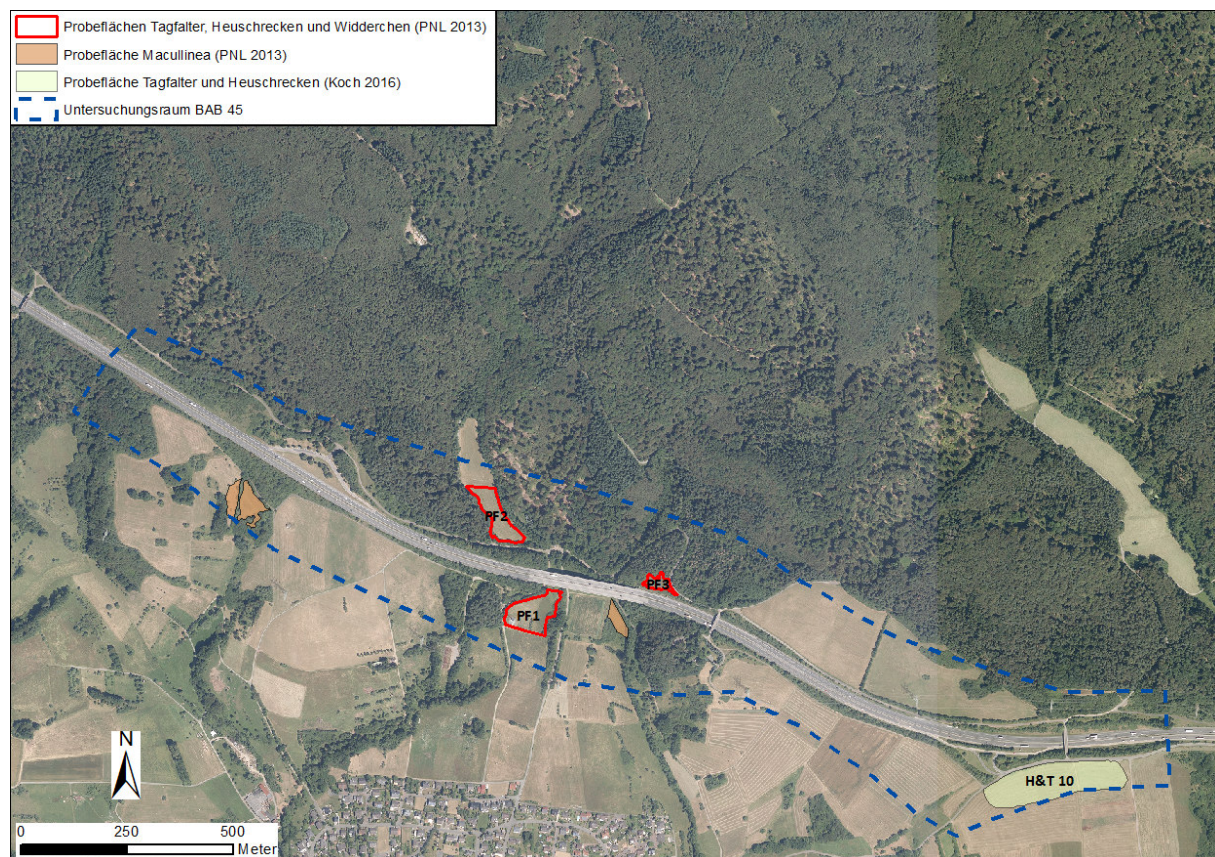 Probeflächen Tagfalter, Heuschrecken und Widderchen (PNL 2013)
Probefläche Macullinea (PNL 2013)
Probefläche Tagfalter und Heuschrecken (Koch 2016)
Untersuchungsraum BAB 45
PF2
PF3
PF1
N
H&T 10
0 250 500
Meter